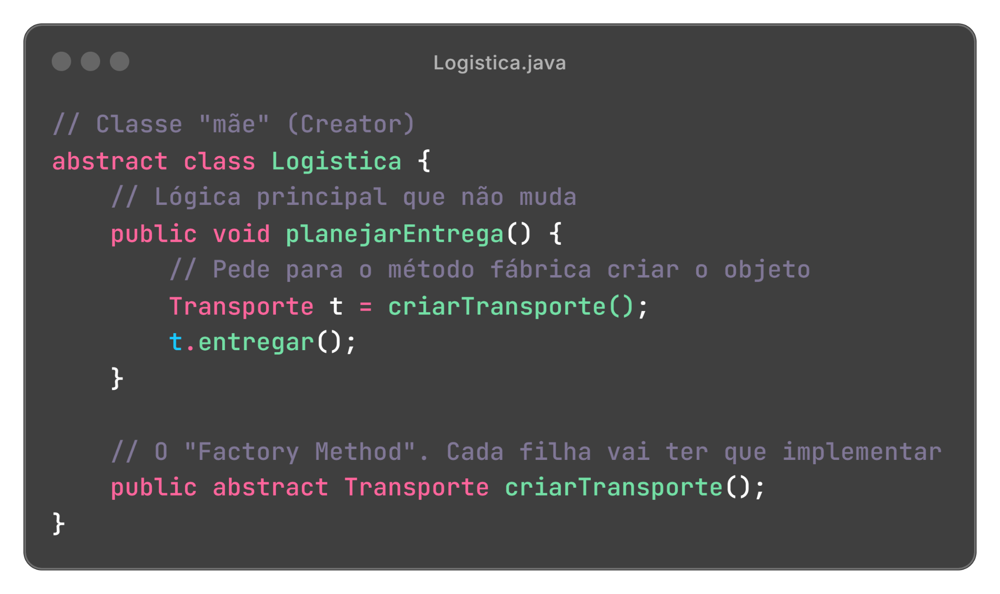 Logistica.java
// Classe "mãe" (Creator)
abstract class Logistica {
    // Lógica principal que não muda
    public void planejarEntrega() {
        // Pede para o método fábrica criar o objeto
        Transporte t = criarTransporte();
        t.entregar();
    }
    // O "Factory Method". Cada filha vai ter que implementar
    public abstract Transporte criarTransporte();
}